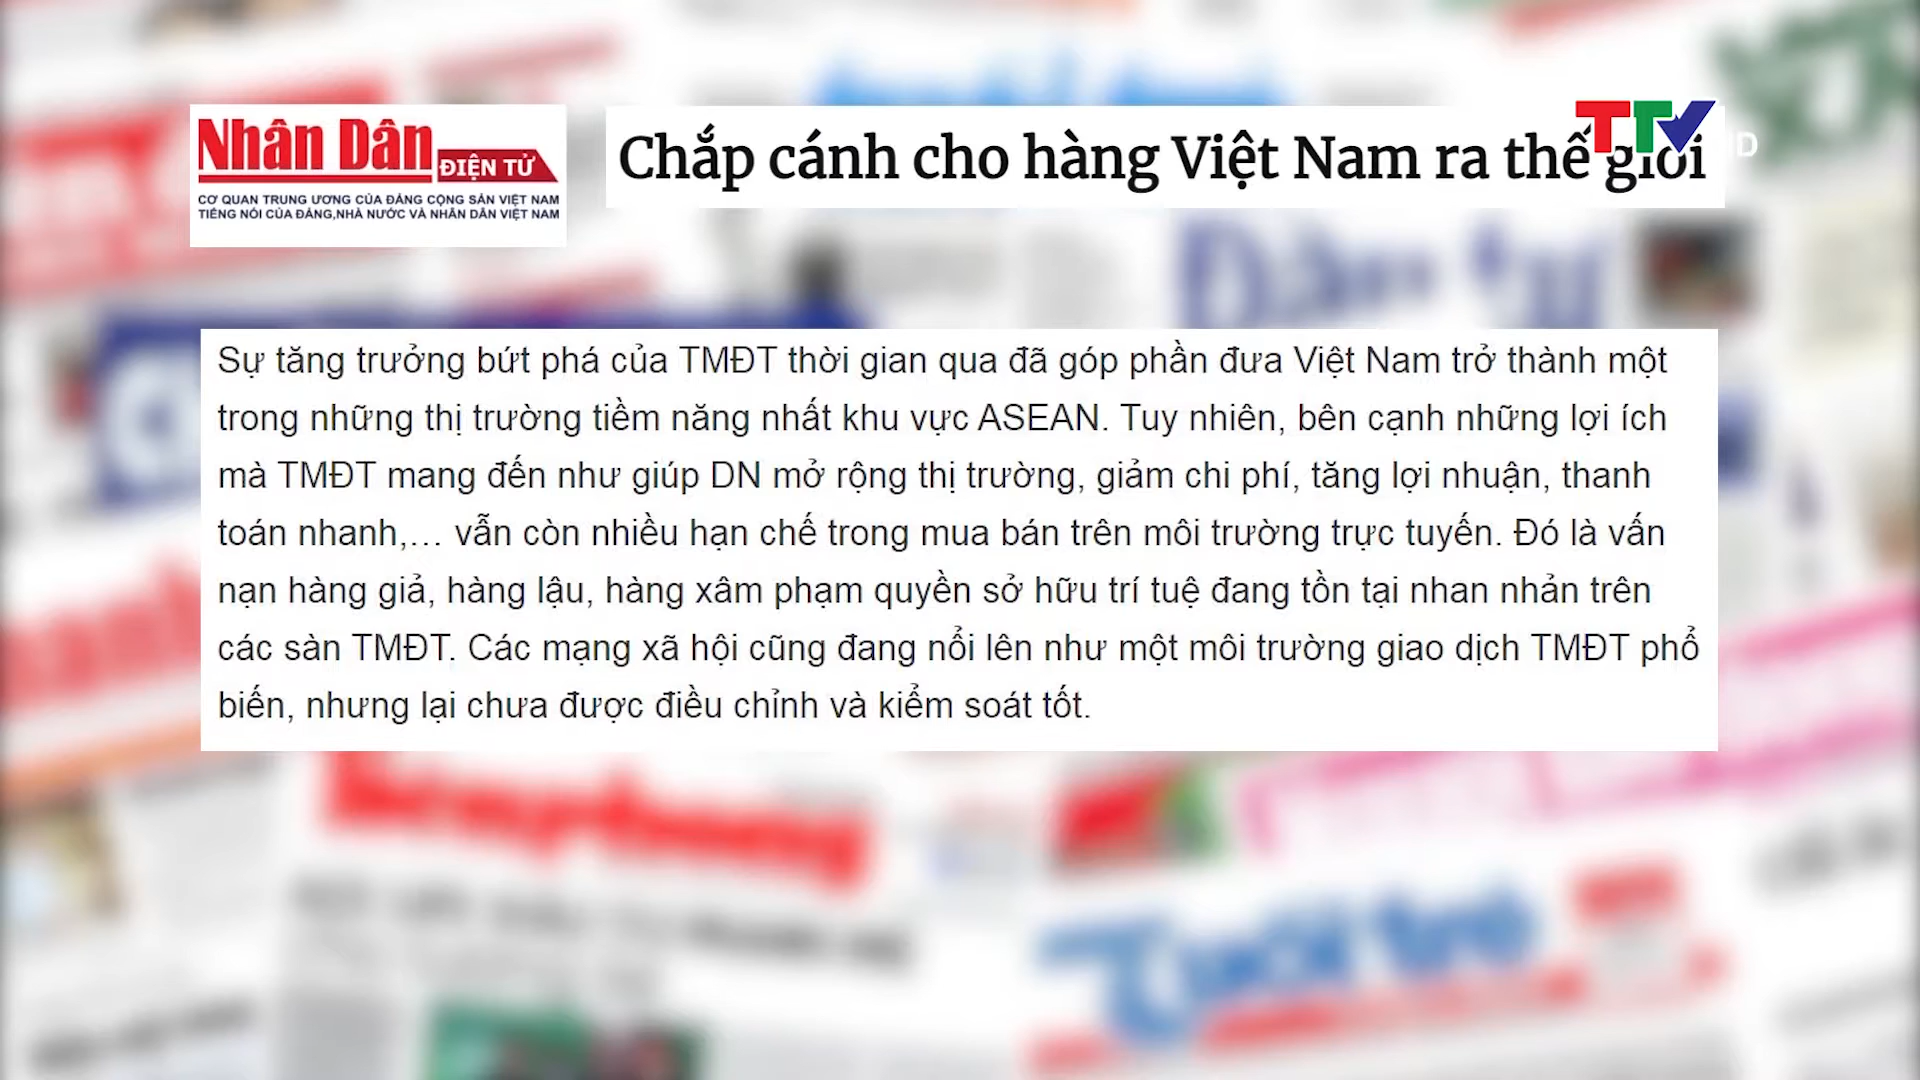 Nhân Dân
ĐIỆN TỬ
CƠ QUAN TRUNG ƯƠNG CỦA ĐẢNG CỘNG SẢN VIỆT NAM
TIẾNG NÓI CỦA ĐẢNG,NHÀ NƯỚC VÀ NHÂN DÂN VIỆT NAM
Chắp cánh cho hàng Việt Nam ra thế giới
TTV HD
Sự tăng trưởng bứt phá của TMĐT thời gian qua đã góp phần đưa Việt Nam trở thành một
trong những thị trường tiềm năng nhất khu vực ASEAN. Tuy nhiên, bên cạnh những lợi ích
mà TMĐT mang đến như giúp DN mở rộng thị trường, giảm chi phí, tăng lợi nhuận, thanh
toán nhanh,… vẫn còn nhiều hạn chế trong mua bán trên môi trường trực tuyến. Đó là vấn
nạn hàng giả, hàng lậu, hàng xâm phạm quyền sở hữu trí tuệ đang tồn tại nhan nhản trên
các sàn TMĐT. Các mạng xã hội cũng đang nổi lên như một môi trường giao dịch TMĐT phổ
biến, nhưng lại chưa được điều chỉnh và kiểm soát tốt.
Tuổi trẻ